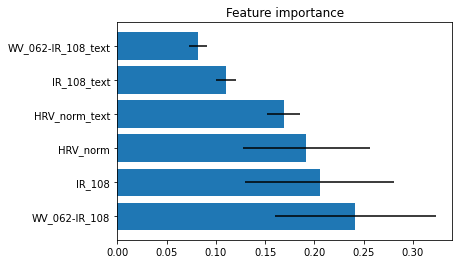 Feature importance
WV_062-IR_108_text
IR_108_text
HRV_norm_text
HRV_norm
IR_108
WV_062-IR_108
0.00 0.05 0.10 0.15 0.20 0.25 0.30